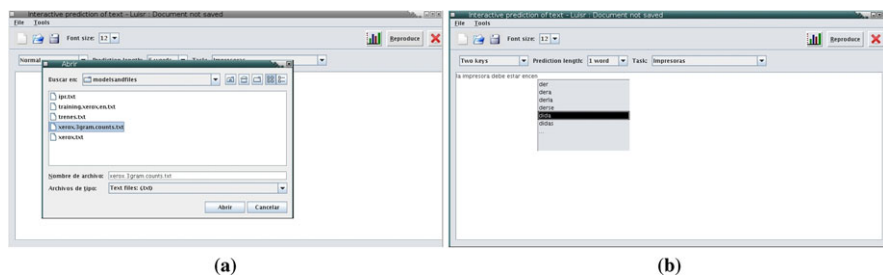 Interactive prediction of text - Luisr : Document not saved
File Tools
Font size: 12
Reproduce
Normal Prediction length: 5 words Task: Impresoras
Abrir
Buscar en: modelsandfiles
ipr.txt
training.xerox.en.txt
trenes.txt
xerox.3gram.counts.txt
xerox.txt
Nombre de archivo: xerox.3gram.counts.txt
Archivos de tipo: Text files: (.txt)
Abrir Cancelar
(a)
Interactive prediction of text - Luisr : Document not saved
File Tools
Font size: 12
Reproduce
Two keys Prediction length: 1 word Task: Impresoras
la impresora debe estar encen
der
dera
derla
derse
dida
didas
...
(b)